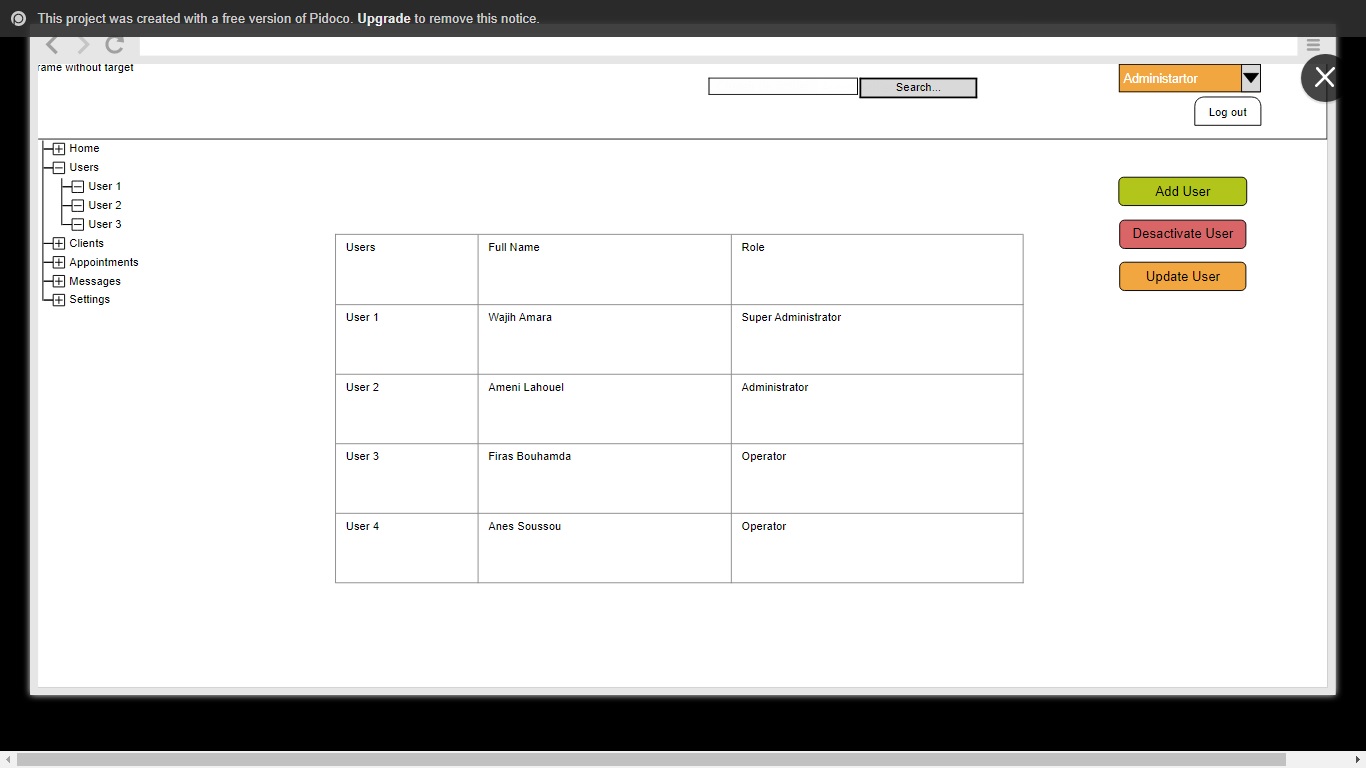 This project was created with a free version of Pidoco. Upgrade to remove this notice.
rame without target
Search...
Administartor
Log out
Home
Users
User 1
User 2
User 3
Clients
Appointments
Messages
Settings
Add User
Desactivate User
Update User
Users Full Name Role
User 1 Wajih Amara Super Administrator
User 2 Ameni Lahouel Administrator
User 3 Firas Bouhamda Operator
User 4 Anes Soussou Operator